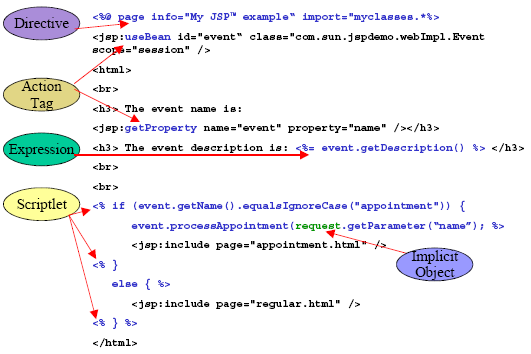 Directive
<%@ page info="My JSP™ example“ import="myclasses.*%>
<jsp:useBean id="event“ class="com.sun.jspdemo.webImpl.Event
scope="session" />
<html>
Action
Tag
<br>
<h3> The event name is:
<jsp:getProperty name="event" property="name" /></h3>
Expression
<h3> The event description is: <%= event.getDescription() %> </h3>
<br>
<br>
Scriptlet
<% if (event.getName().equalsIgnoreCase("appointment")) {
event.processAppointment(request.getParameter(“name”); %>
<jsp:include page="appointment.html" />
Implicit
Object
<% }
else { %>
<jsp:include page="regular.html" />
<% } %>
</html>